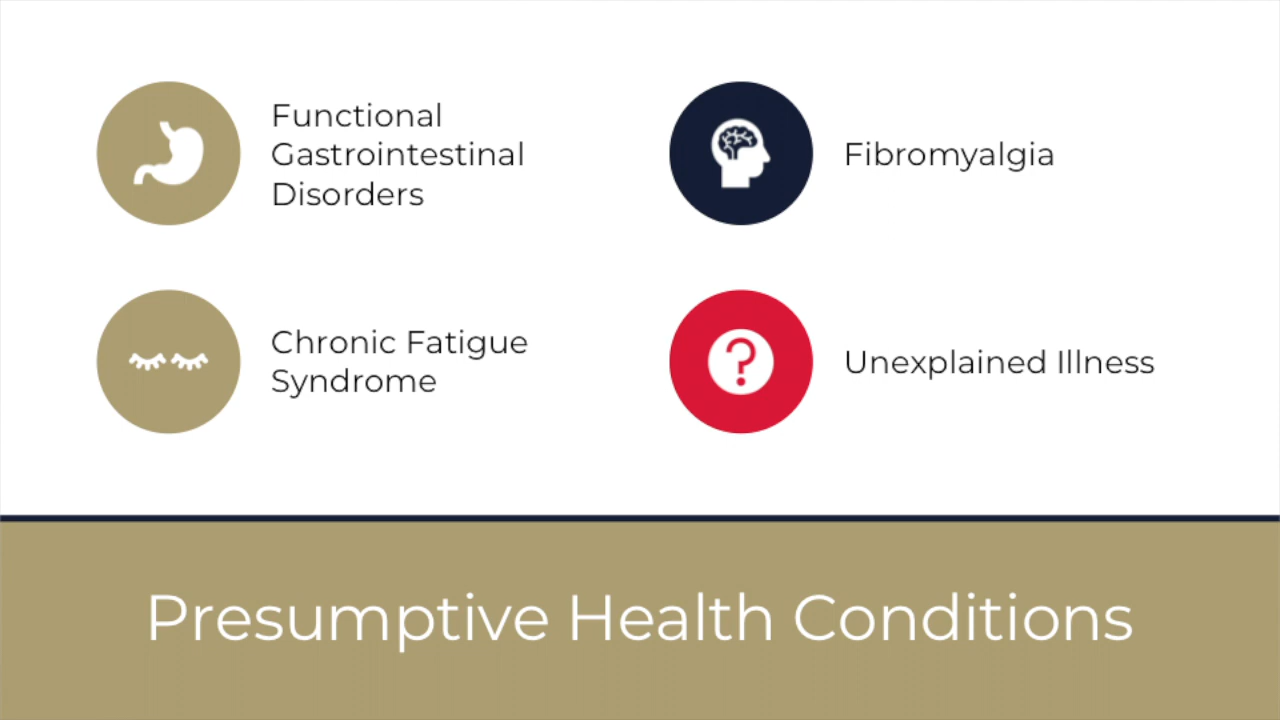 Functional
Gastrointestinal
Disorders
Fibromyalgia
Chronic Fatigue
Syndrome
Unexplained Illness
Presumptive Health Conditions